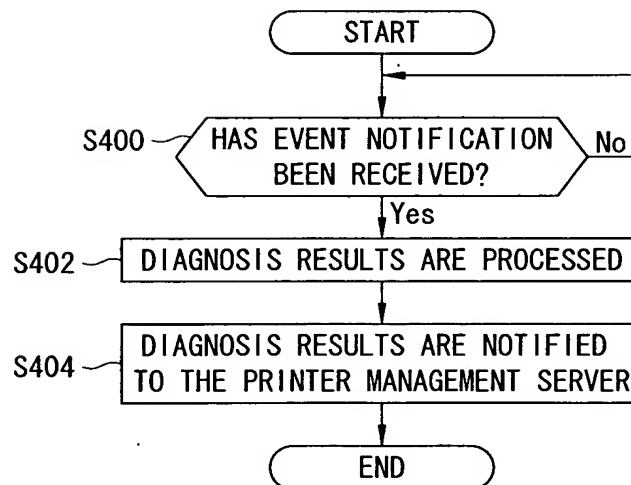 START
S400
HAS EVENT NOTIFICATION
BEEN RECEIVED?
No
Yes
S402
DIAGNOSIS RESULTS ARE PROCESSED
S404
DIAGNOSIS RESULTS ARE NOTIFIED
TO THE PRINTER MANAGEMENT SERVER
END